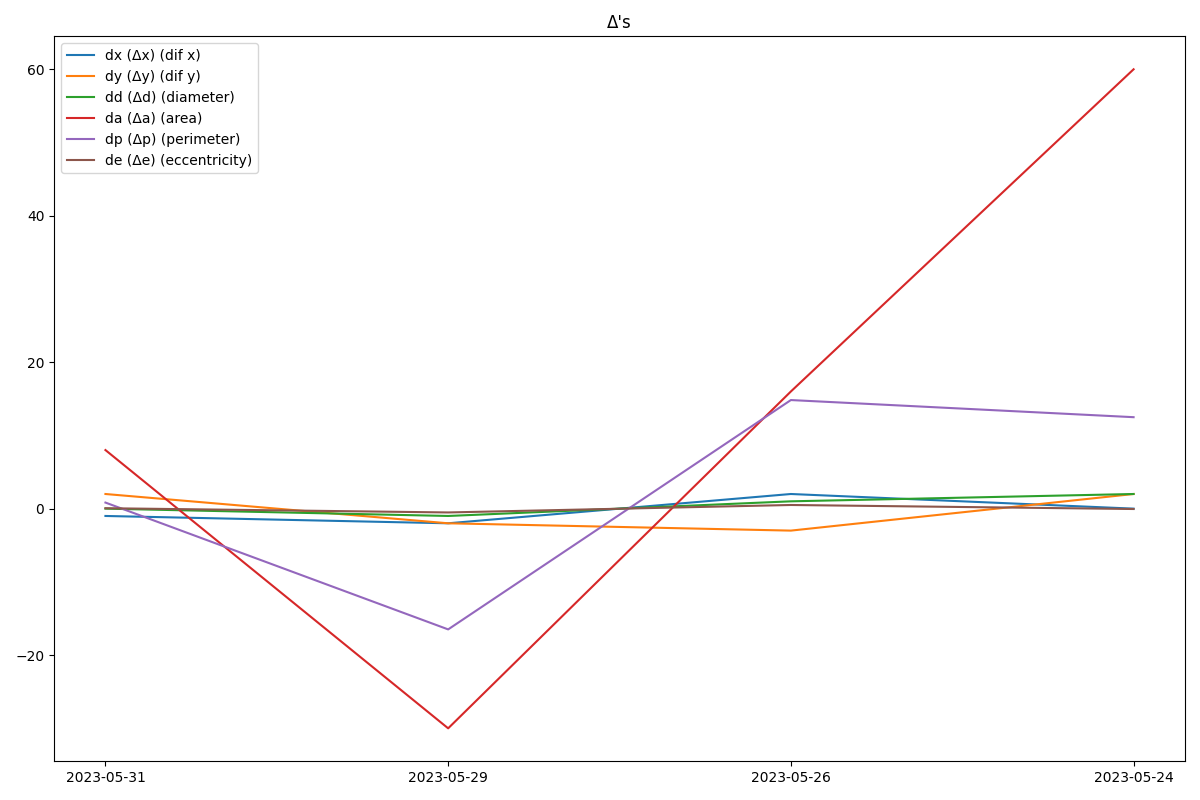 Δ's
dx (Δx) (dif x)
dy (Δy) (dif y)
dd (Δd) (diameter)
da (Δa) (area)
dp (Δp) (perimeter)
de (Δe) (eccentricity)
60
40
20
0
−20
2023-05-31 2023-05-29 2023-05-26 2023-05-24